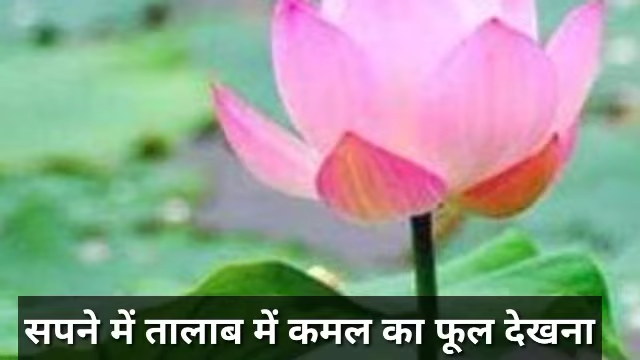 सपने में तालाब में कमल का फूल देखना